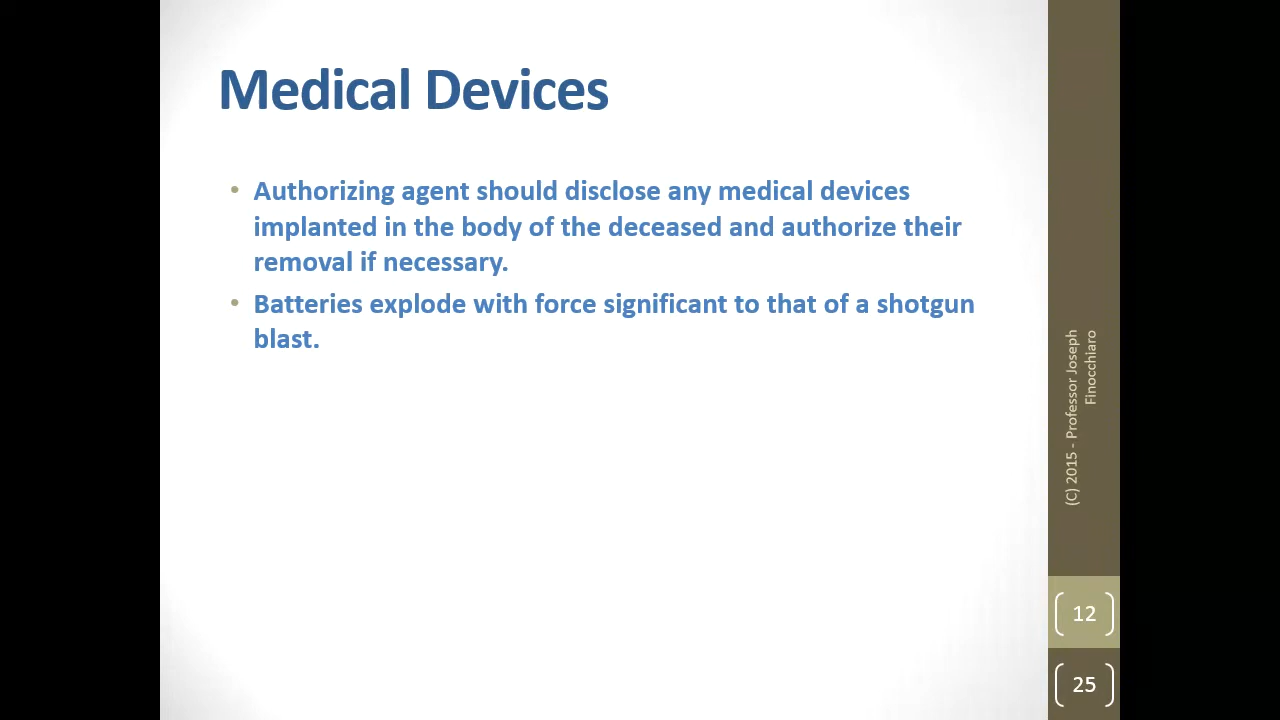 Medical Devices
• Authorizing agent should disclose any medical devices
implanted in the body of the deceased and authorize their
removal if necessary.
• Batteries explode with force significant to that of a shotgun
blast.
(C) 2015 - Professor Joseph
Finocchiaro
12
25